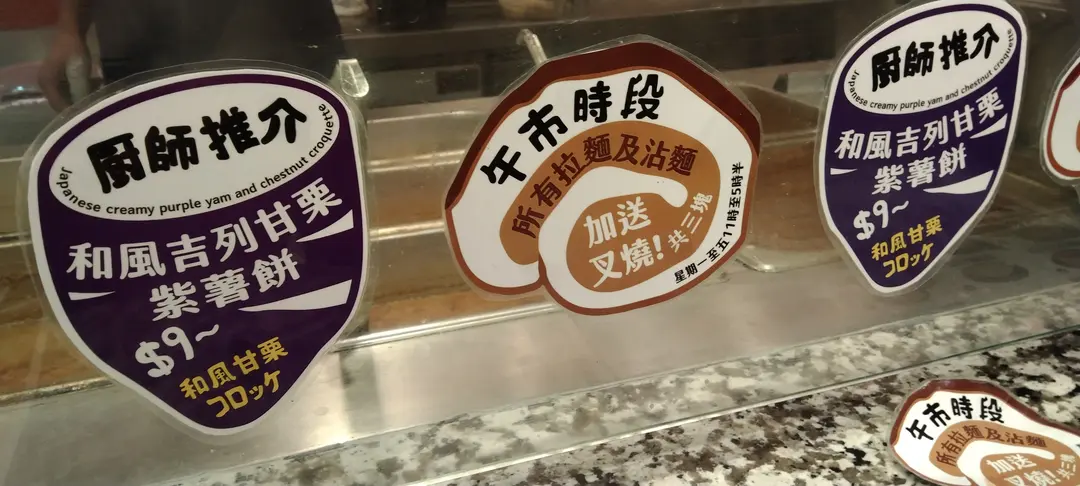 廚師推介
Japanese creamy purple yam and chestnut croquette
和風吉列甘栗
紫薯餅
$9~
和風甘栗
コロッケ
午市時段
所有拉麵及沾麵
加送
叉燒!
共三塊
星期一至五11時至5時半
廚師推介
Japanese creamy purple yam and chestnut croquette
和風吉列甘栗
紫薯餅
$9~
和風甘栗
コロッケ
午市時段
所有拉麵及沾麵
加送
叉燒!
共三塊